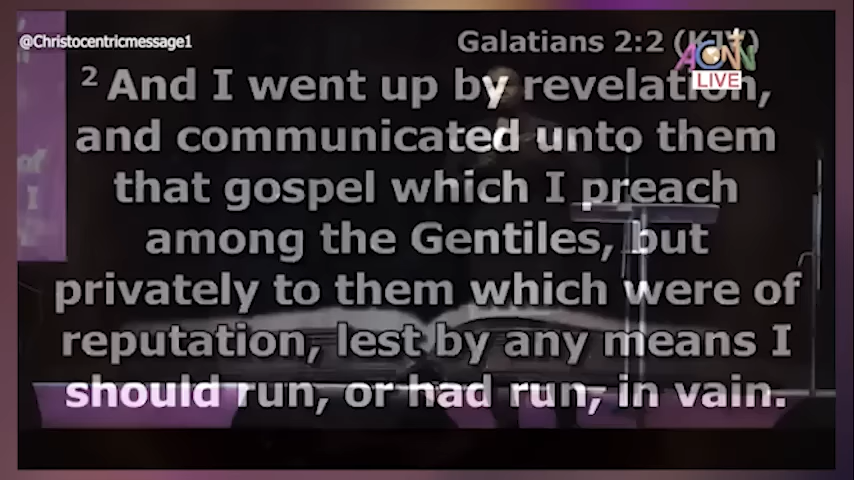 @Christocentricmessage1
Galatians 2:2 (KJV)
ACNN
LIVE
2 And I went up by revelation,
and communicated unto them
that gospel which I preach
among the Gentiles, but
privately to them which were of
reputation, lest by any means I
should run, or had run, in vain.
of
I